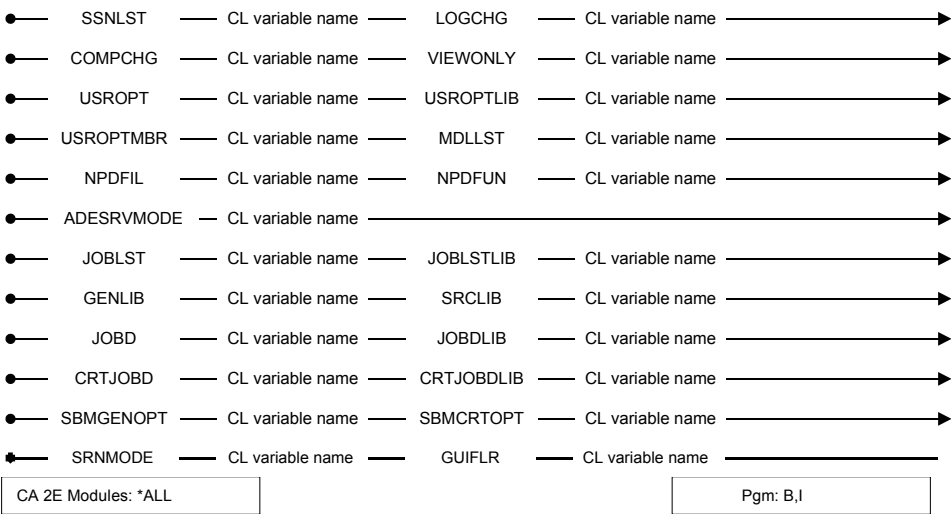 SSNLST CL variable name LOGCHG CL variable name
COMPCHG CL variable name VIEWONLY CL variable name
USROPT CL variable name USROPTLIB CL variable name
USROPTMBR CL variable name MDLLST CL variable name
NPDFIL CL variable name NPDFUN CL variable name
ADESRVMODE CL variable name
JOBLST CL variable name JOBLSTLIB CL variable name
GENLIB CL variable name SRCLIB CL variable name
JOBD CL variable name JOBDLIB CL variable name
CRTJOBD CL variable name CRTJOBDLIB CL variable name
SBMGENOPT CL variable name SBMCRTOPT CL variable name
SRNMODE CL variable name GUIFLR CL variable name
CA 2E Modules: *ALL Pgm: B,I